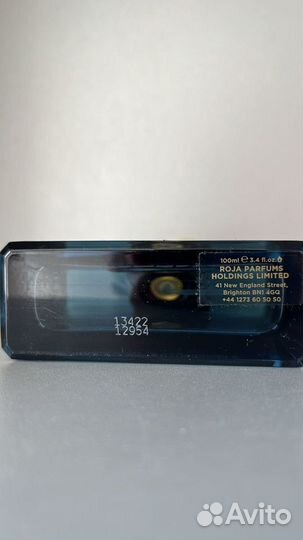 100ml ℮ 3.4 fl.oz.
ROJA PARFUMS
HOLDINGS LIMITED
41 New England Street,
Brighton BN1 4GQ
+44 1273 60 50 50
13422
12954
Avito